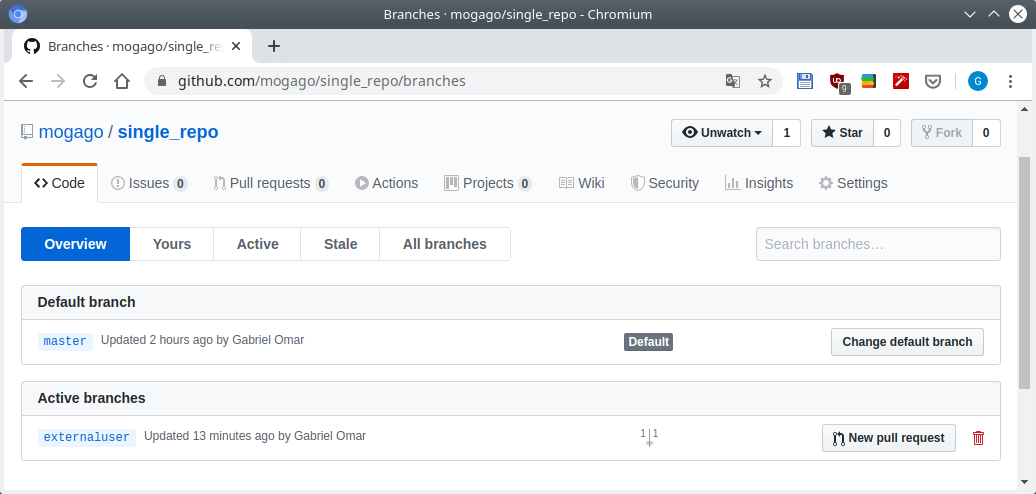 Branches · mogago/single_repo - Chromium
Branches · mogago/single_re
github.com/mogago/single_repo/branches
9
G
mogago / single_repo
Unwatch 1 Star 0 Fork 0
Code Issues 0 Pull requests 0 Actions Projects 0 Wiki Security Insights Settings
Overview Yours Active Stale All branches Search branches…
Default branch
master Updated 2 hours ago by Gabriel Omar Default Change default branch
Active branches
externaluser Updated 13 minutes ago by Gabriel Omar 1 1 New pull request